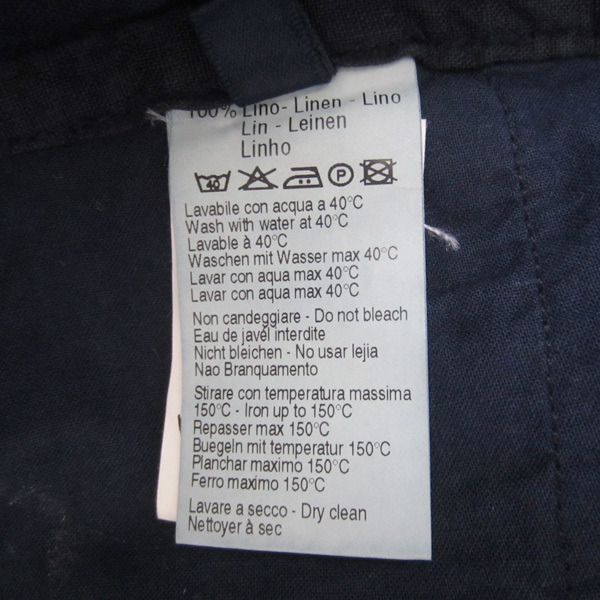 100% Lino- Linen - Lino
Lin - Leinen
Linho
40 P
Lavabile con acqua a 40°C
Wash with water at 40°C
Lavable à 40°C
Waschen mit Wasser max 40°C
Lavar con aqua max 40°C
Lavar con aqua max 40°C
Non candeggiare - Do not bleach
Eau de javel interdite
Nicht bleichen - No usar lejia
Nao Branquamento
Stirare con temperatura massima
150°C - Iron up to 150°C
Repasser max 150°C
Buegeln mit temperatur 150°C
Planchar maximo 150°C
Ferro maximo 150°C
Lavare a secco - Dry clean
Nettoyer à sec